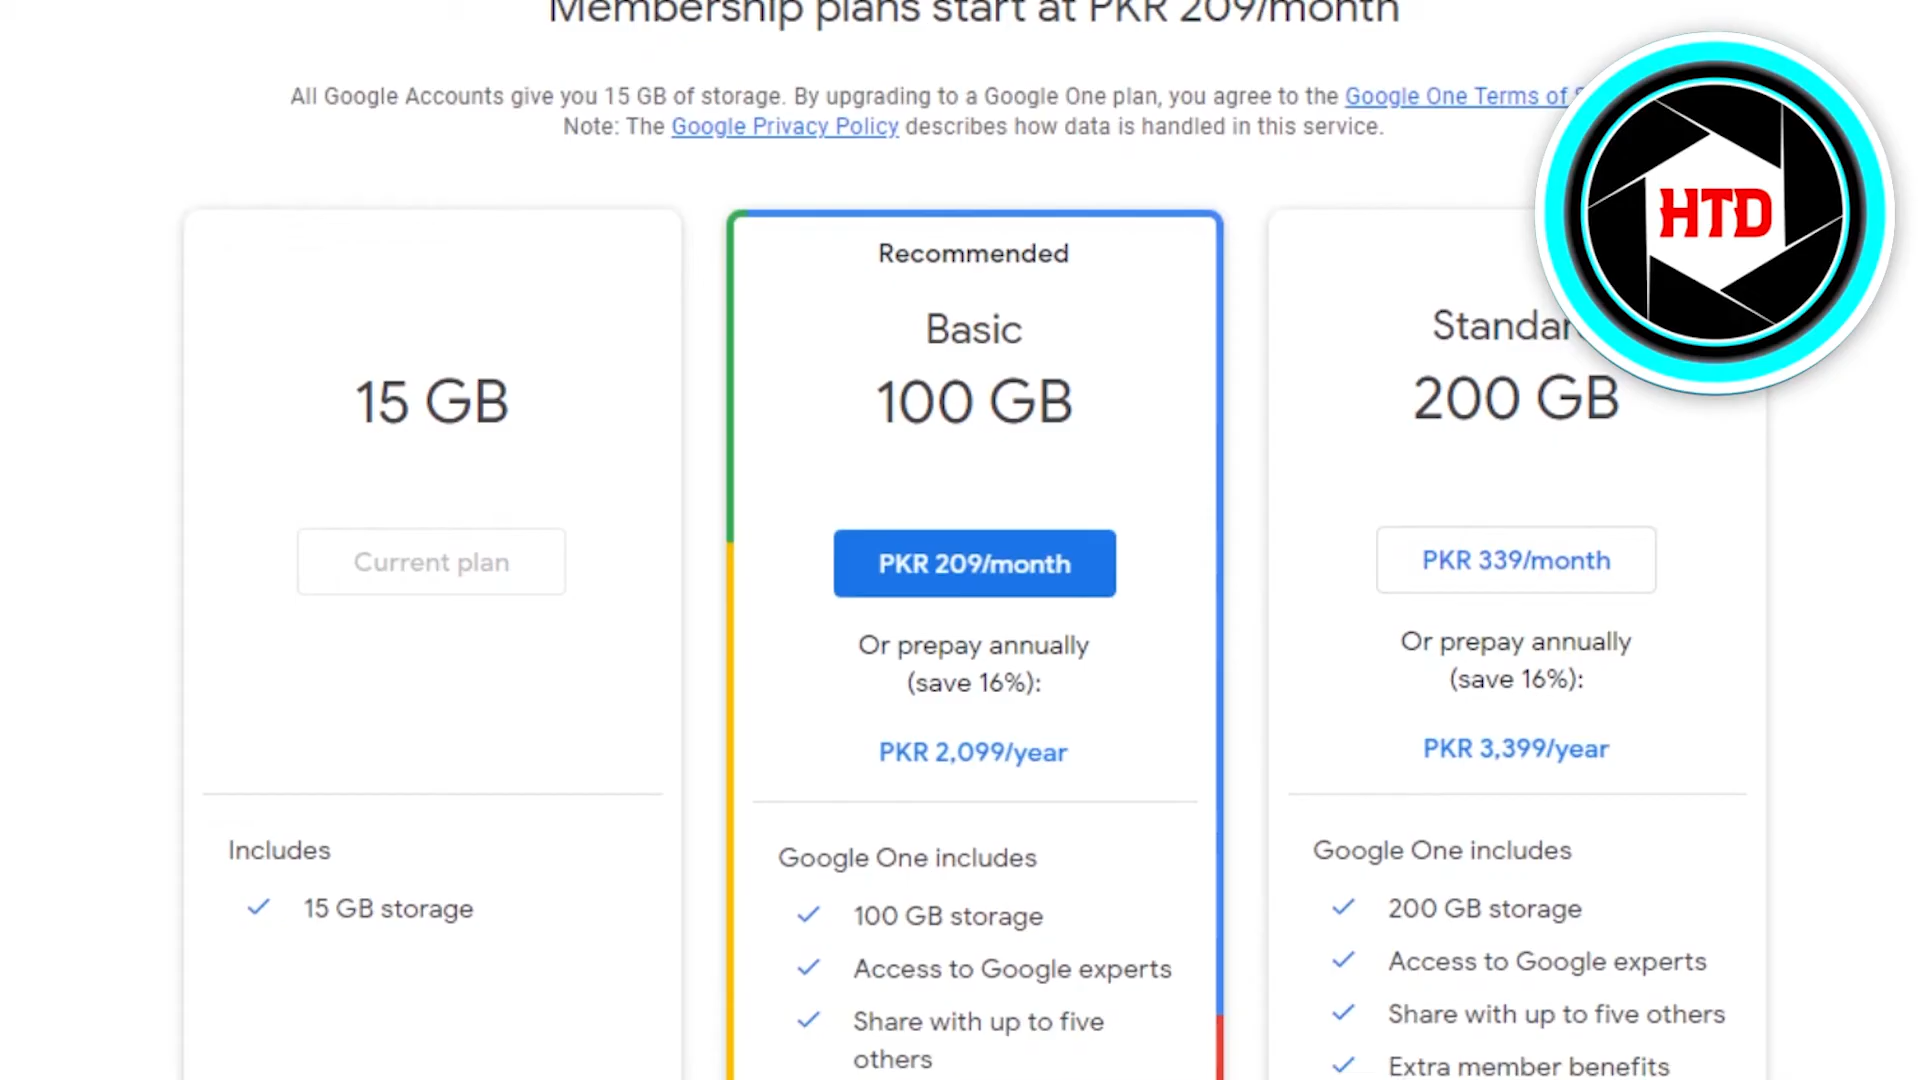 Membership plans start at PKR 209/month
All Google Accounts give you 15 GB of storage. By upgrading to a Google One plan, you agree to the Google One Terms of
Note: The Google Privacy Policy describes how data is handled in this service.
HTD
15 GB
Current plan
Includes
15 GB storage
Recommended
Basic
100 GB
PKR 209/month
Or prepay annually
(save 16%):
PKR 2,099/year
Google One includes
100 GB storage
Access to Google experts
Share with up to five
others
Standard
200 GB
PKR 339/month
Or prepay annually
(save 16%):
PKR 3,399/year
Google One includes
200 GB storage
Access to Google experts
Share with up to five others
Extra member benefits